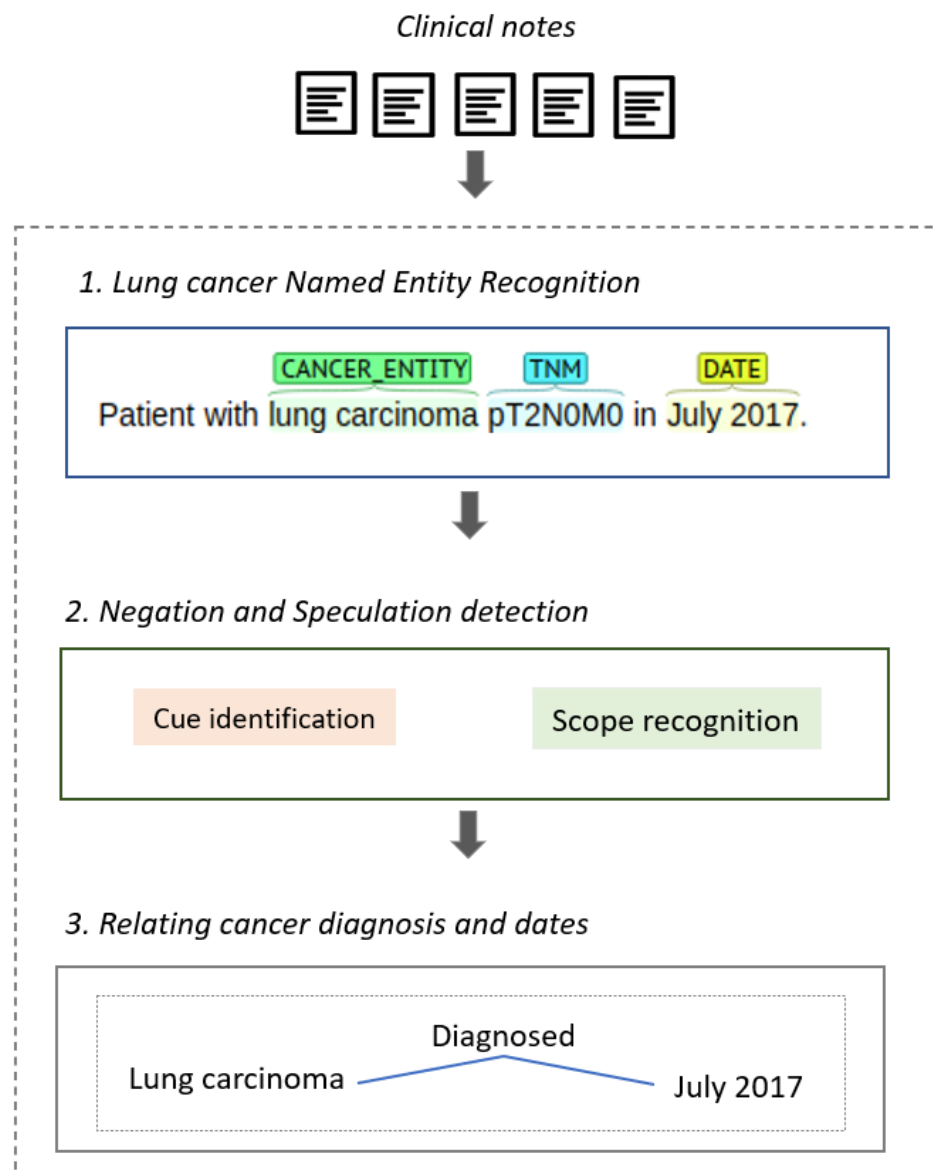 Clinical notes
1. Lung cancer Named Entity Recognition
CANCER_ENTITY TNM DATE
Patient with lung carcinoma pT2N0M0 in July 2017.
2. Negation and Speculation detection
Cue identification
Scope recognition
3. Relating cancer diagnosis and dates
Diagnosed
Lung carcinoma
July 2017